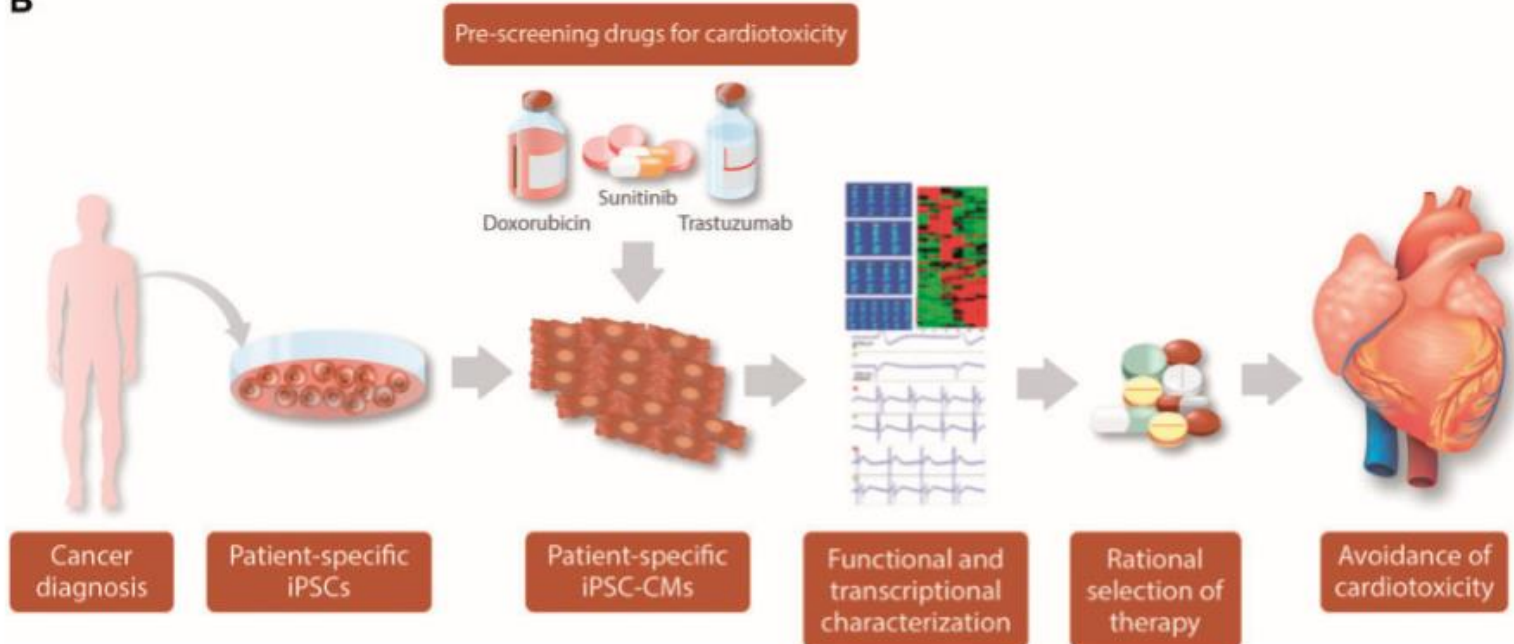 B
Pre-screening drugs for cardiotoxicity
Sunitinib
Doxorubicin
Trastuzumab
Cancer
diagnosis
Patient-specific
iPSCs
Patient-specific
iPSC-CMs
Functional and
transcriptional
characterization
Rational
selection of
therapy
Avoidance of
cardiotoxicity